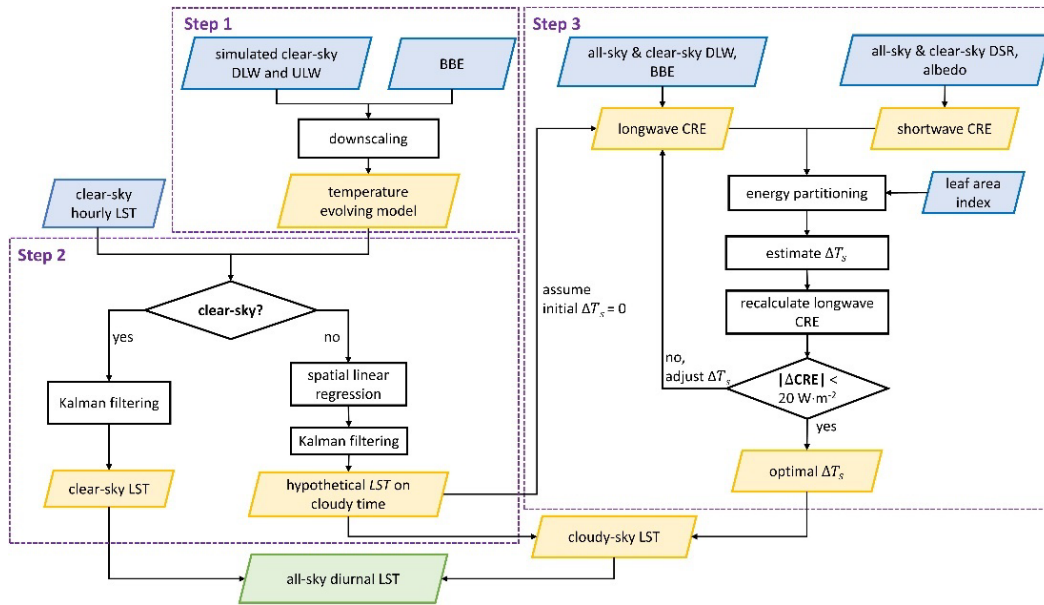 Step 1
simulated clear-sky
DLW and ULW
BBE
downscaling
temperature
evolving model
clear-sky
hourly LST
Step 2
clear-sky?
yes
no
Kalman filtering
spatial linear
regression
Kalman filtering
clear-sky LST
hypothetical LST on
cloudy time
Step 3
all-sky & clear-sky DLW,
BBE
all-sky & clear-sky DSR,
albedo
longwave CRE
shortwave CRE
energy partitioning
leaf area
index
estimate ΔTₛ
recalculate longwave
CRE
assume
initial ΔTₛ = 0
no,
adjust ΔTₛ
|ΔCRE| <
20 W·m⁻²
yes
optimal ΔTₛ
cloudy-sky LST
all-sky diurnal LST